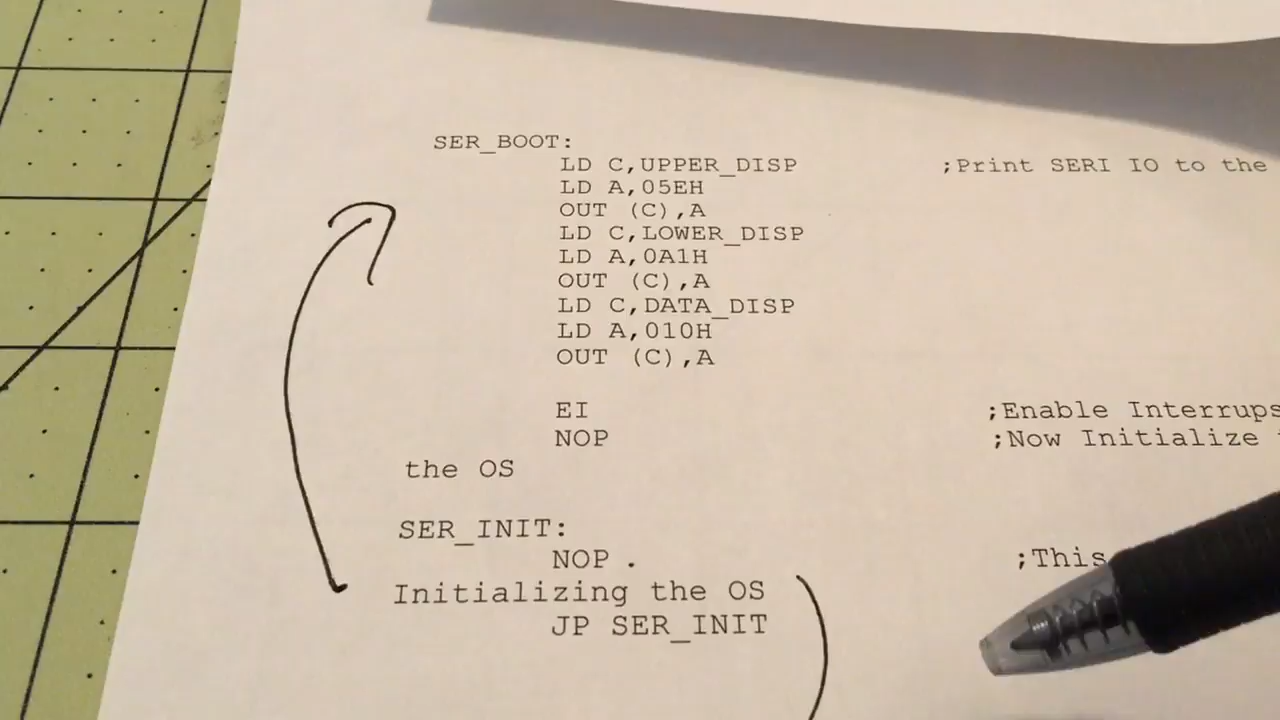 SER_BOOT:
LD C,UPPER_DISP ;Print SERI IO to the
LD A,05EH
OUT (C),A
LD C,LOWER_DISP
LD A,0A1H
OUT (C),A
LD C,DATA_DISP
LD A,010H
OUT (C),A
EI ;Enable Interrups
NOP ;Now Initialize
the OS
SER_INIT:
NOP . ;This
Initializing the OS
JP SER_INIT